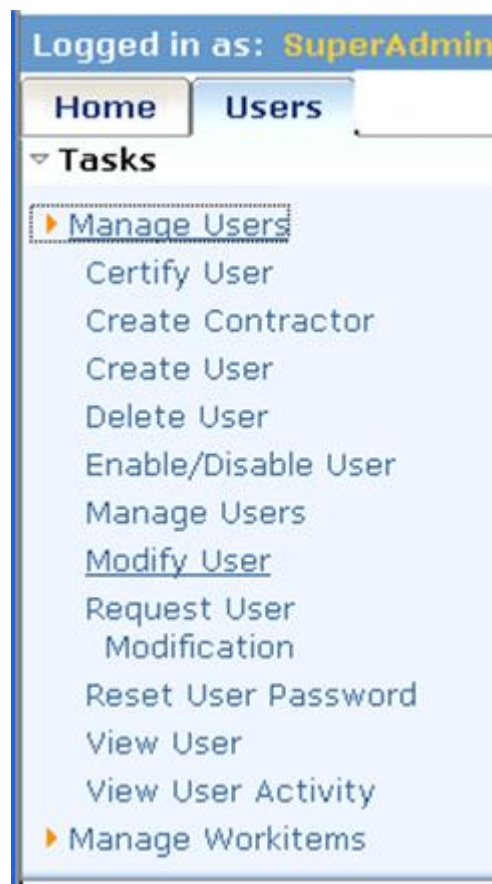 Logged in as: SuperAdmin
Home Users
Tasks
Manage Users
Certify User
Create Contractor
Create User
Delete User
Enable/Disable User
Manage Users
Modify User
Request User
Modification
Reset User Password
View User
View User Activity
Manage Workitems